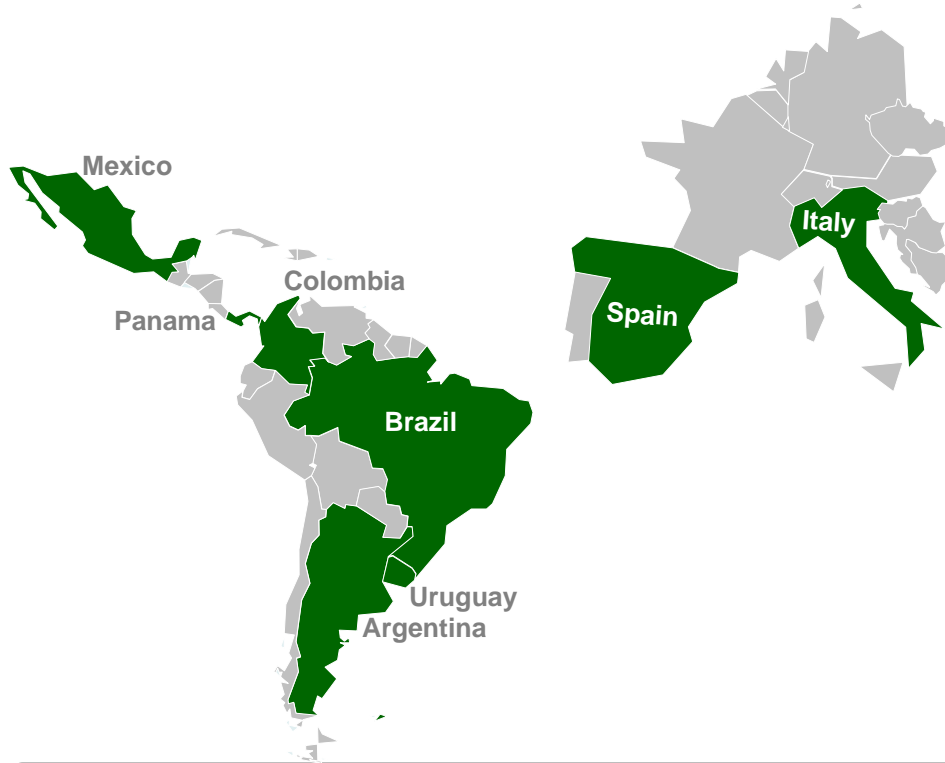 Mexico
Italy
Colombia
Panama
Spain
Brazil
Uruguay
Argentina